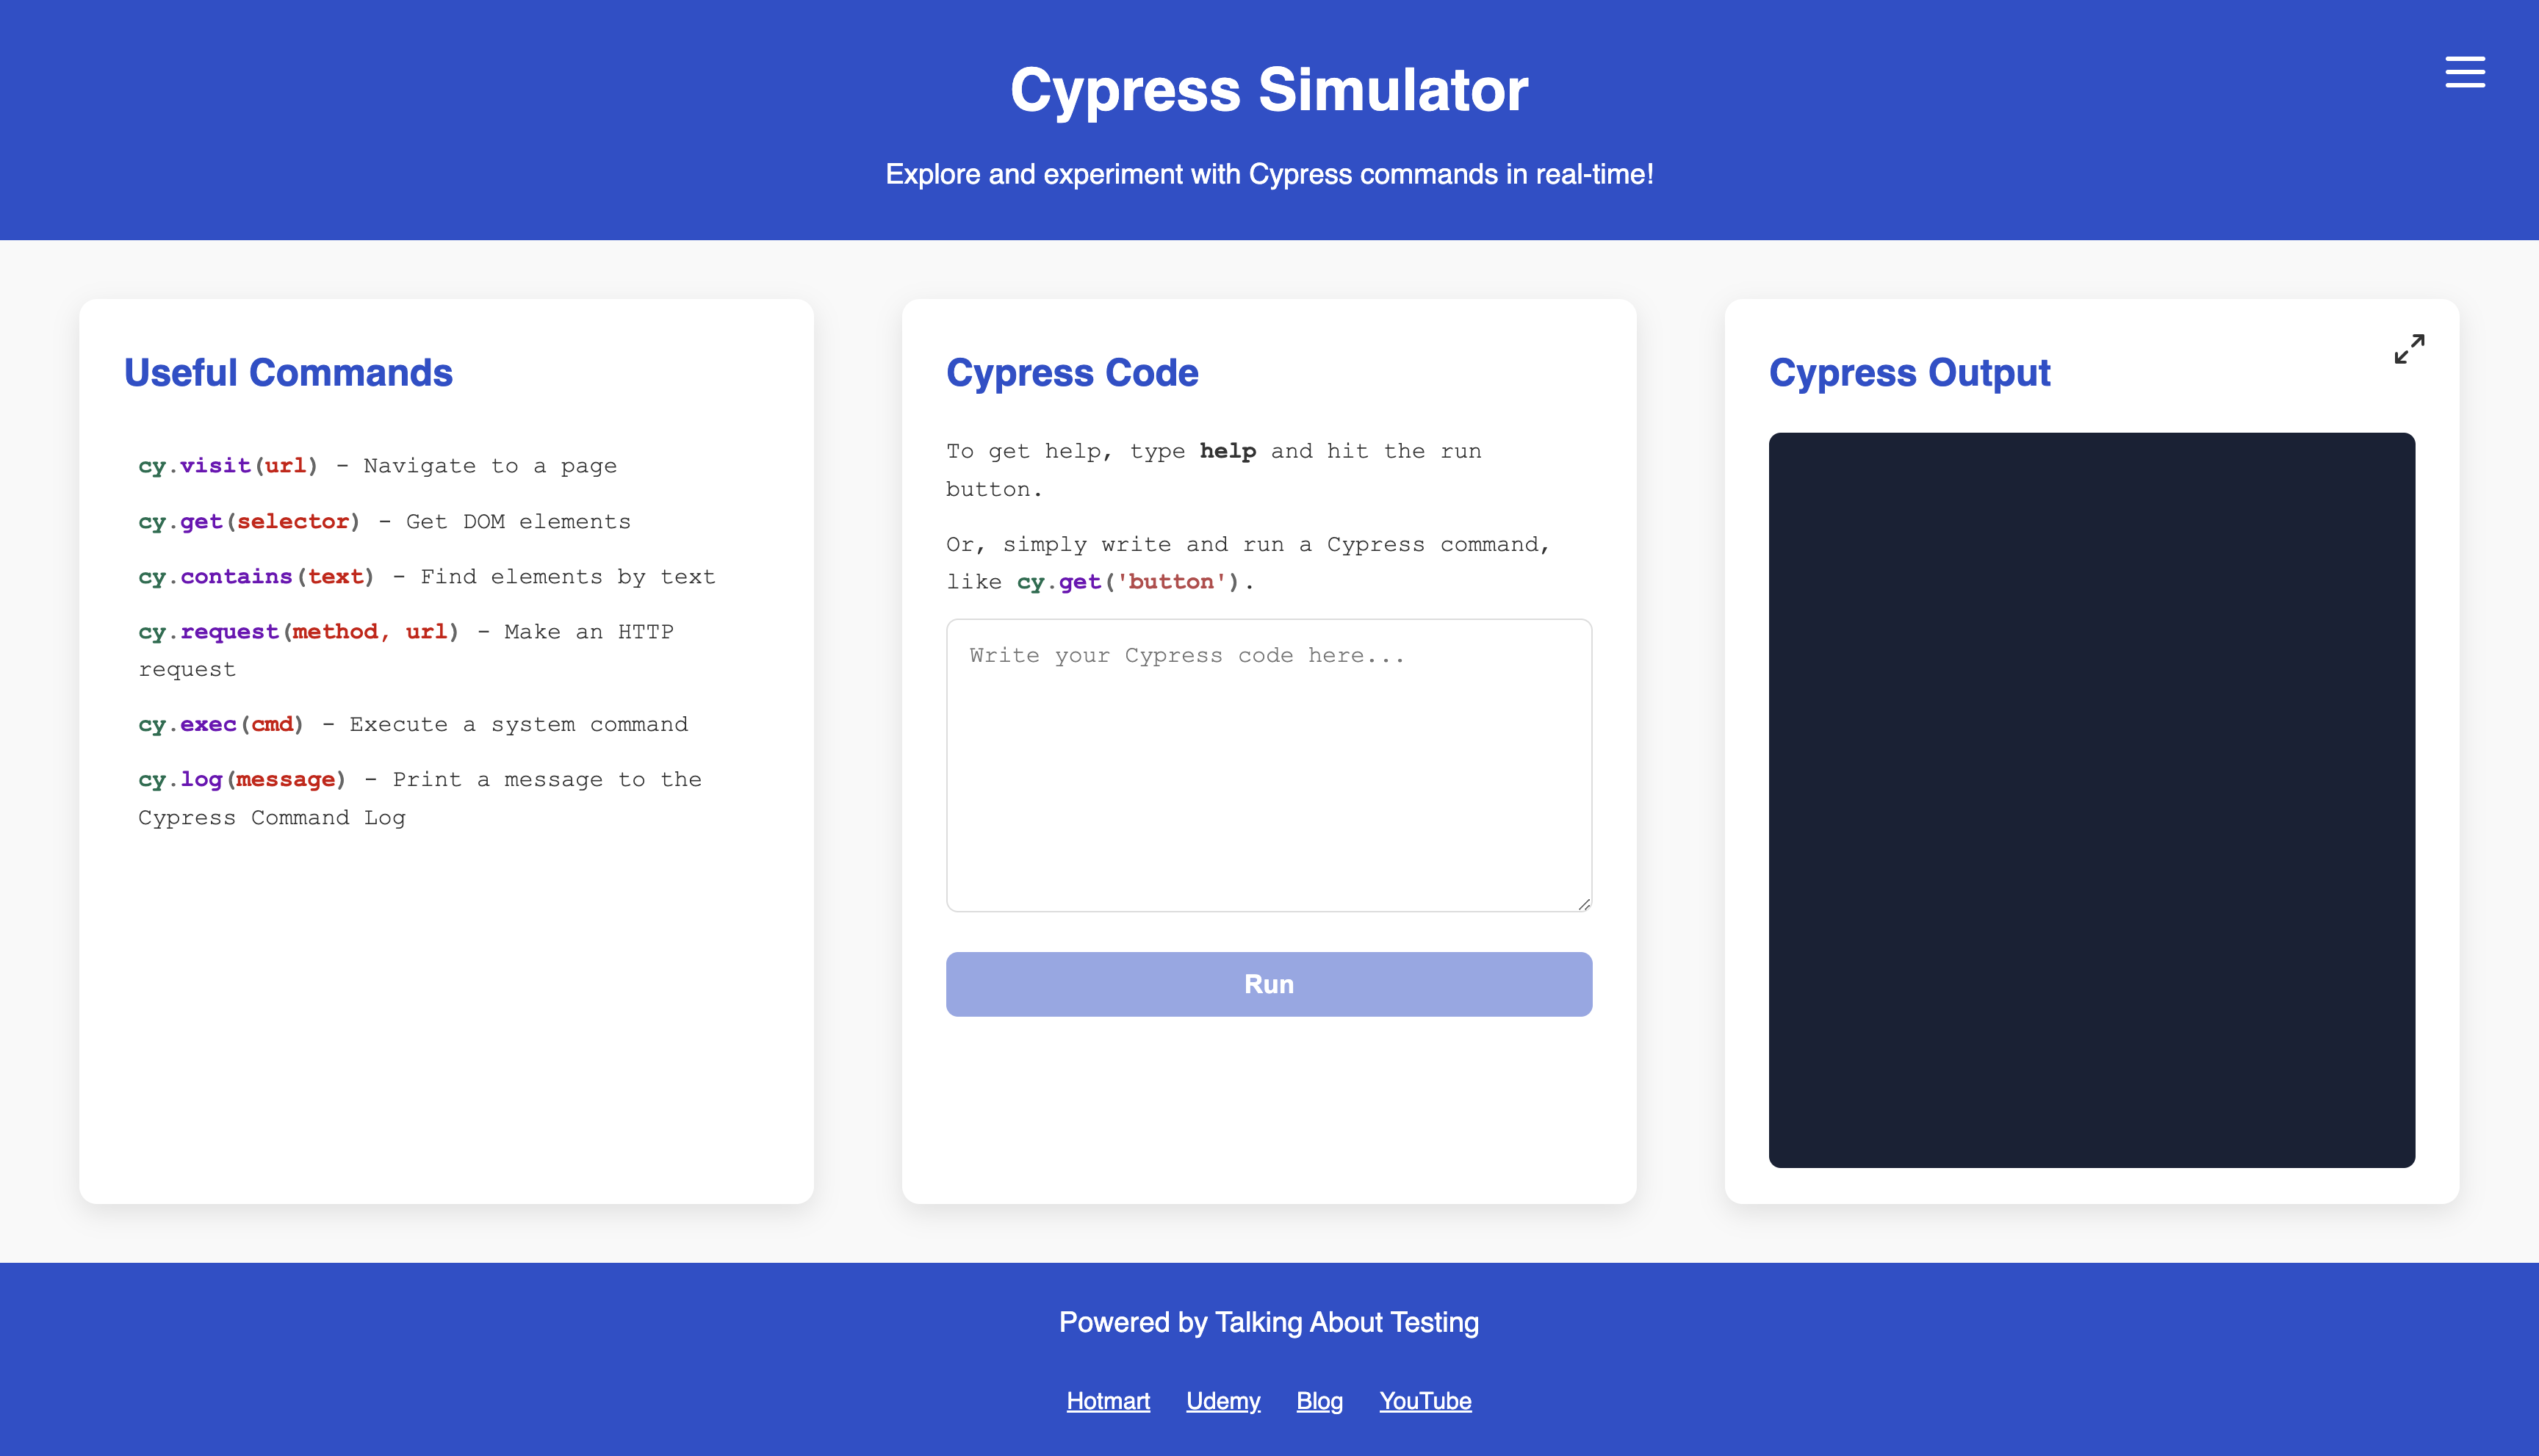 Cypress Simulator
Explore and experiment with Cypress commands in real-time!
Useful Commands
cy.visit(url) - Navigate to a page
cy.get(selector) - Get DOM elements
cy.contains(text) - Find elements by text
cy.request(method, url) - Make an HTTP
request
cy.exec(cmd) - Execute a system command
cy.log(message) - Print a message to the
Cypress Command Log
Cypress Code
To get help, type help and hit the run
button.
Or, simply write and run a Cypress command,
like cy.get('button').
Write your Cypress code here...
Run
Cypress Output
Powered by Talking About Testing
Hotmart Udemy Blog YouTube